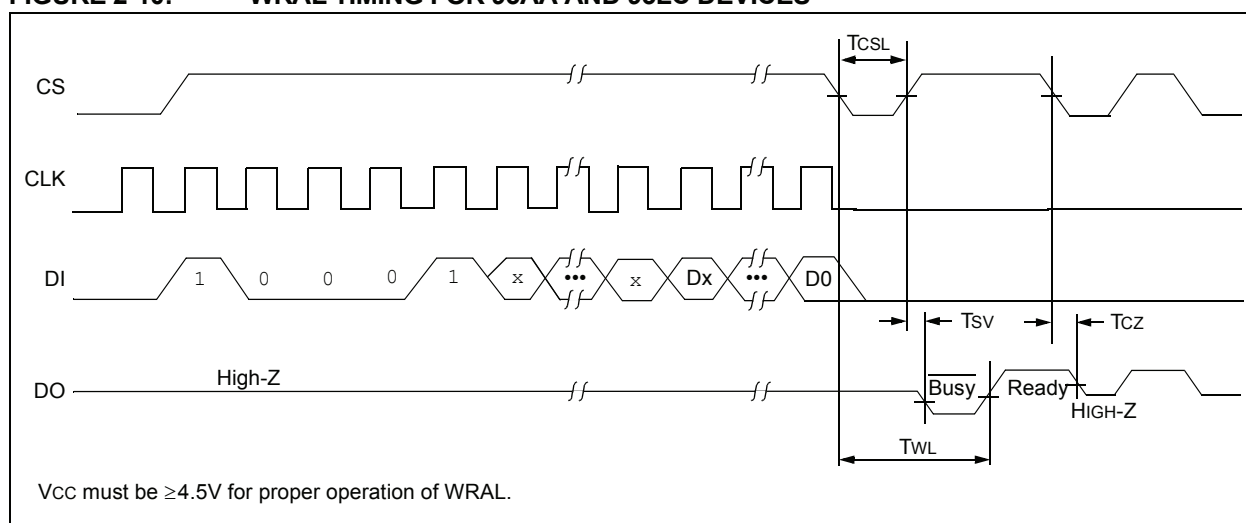 TCSL
CS
CLK
DI 1 0 0 0 1 x ••• x Dx ••• D0
TSV TCZ
High-Z
DO Busy Ready
HIGH-Z
TWL
VCC must be ≥4.5V for proper operation of WRAL.